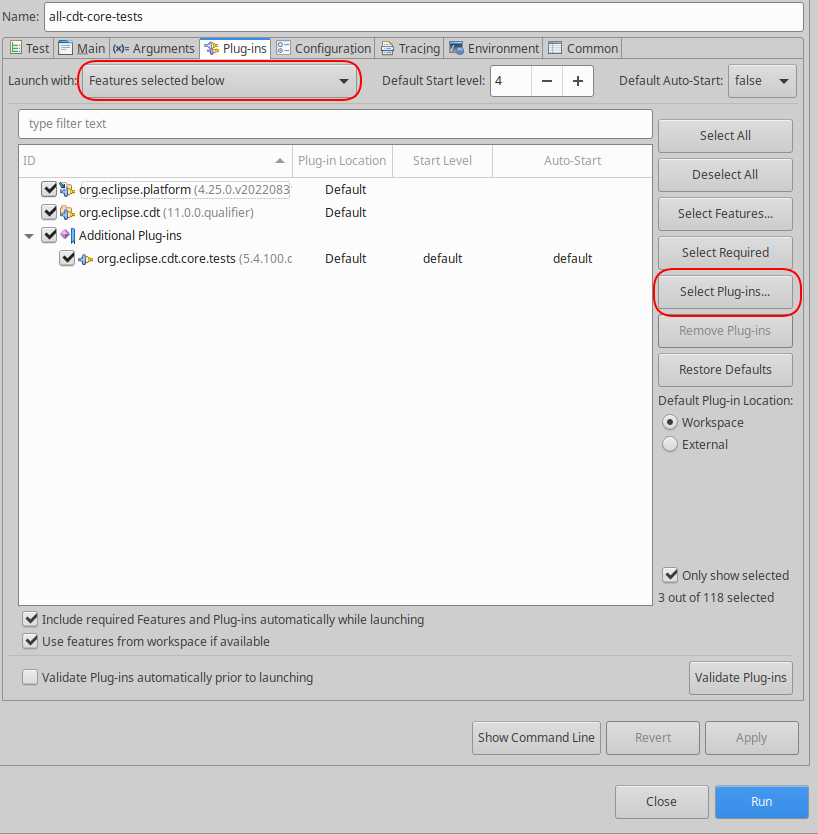 Name: all-cdt-core-tests
Test Main (x)= Arguments Plug-ins Configuration Tracing Environment Common
Launch with: Features selected below Default Start level: 4 Default Auto-Start: false
type filter text
Select All
ID Plug-in Location Start Level Auto-Start
Deselect All
org.eclipse.platform (4.25.0.v2022083 Default
org.eclipse.cdt (11.0.0.qualifier) Default
Select Features...
Additional Plug-ins
Select Required
org.eclipse.cdt.core.tests (5.4.100.q Default default default
Select Plug-ins...
Remove Plug-ins
Restore Defaults
Default Plug-in Location:
Workspace
External
Only show selected
3 out of 118 selected
Include required Features and Plug-ins automatically while launching
Use features from workspace if available
Validate Plug-ins automatically prior to launching Validate Plug-ins
Show Command Line Revert Apply
Close Run